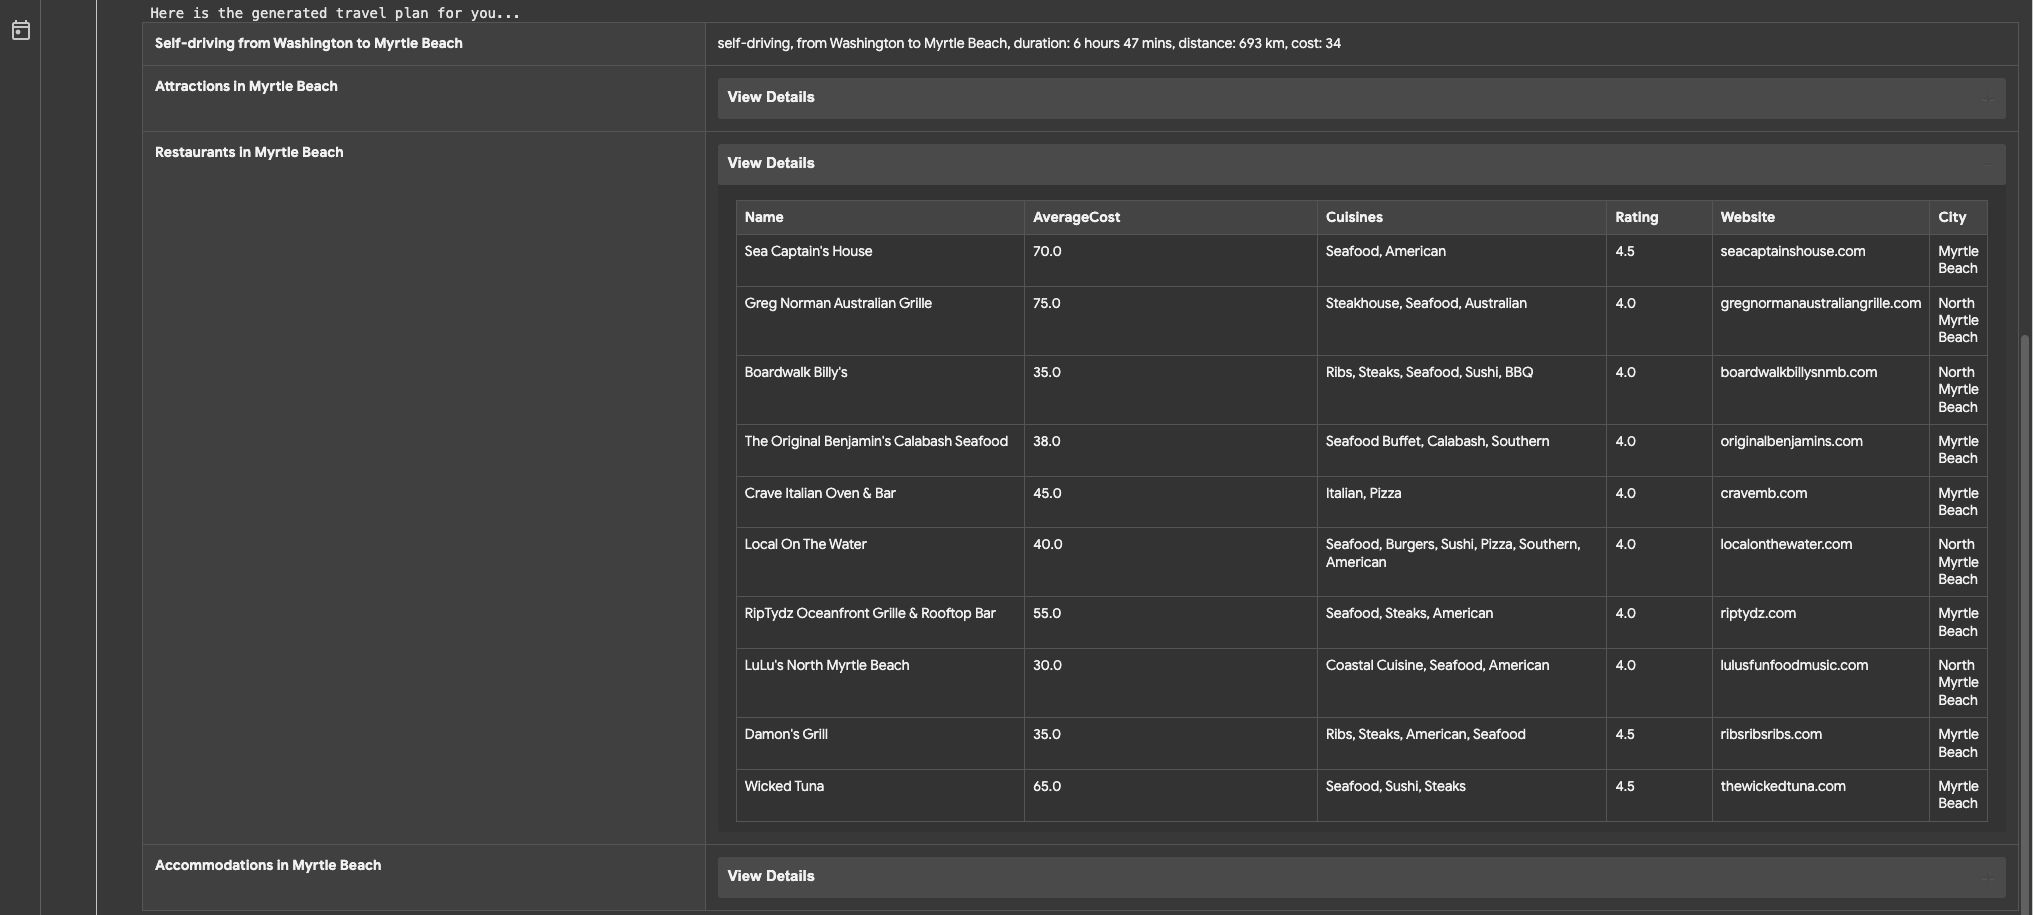 Here is the generated travel plan for you...
Self-driving from Washington to Myrtle Beach
self-driving, from Washington to Myrtle Beach, duration: 6 hours 47 mins, distance: 693 km, cost: 34
Attractions in Myrtle Beach
View Details
Restaurants in Myrtle Beach
View Details
Name AverageCost Cuisines Rating Website City
Sea Captain's House 70.0 Seafood, American 4.5 seacaptainshouse.com Myrtle
Beach
Greg Norman Australian Grille 75.0 Steakhouse, Seafood, Australian 4.0 gregnormanaustraliangrille.com North
Myrtle
Beach
Boardwalk Billy's 35.0 Ribs, Steaks, Seafood, Sushi, BBQ 4.0 boardwalkbillysnmb.com North
Myrtle
Beach
The Original Benjamin's Calabash Seafood 38.0 Seafood Buffet, Calabash, Southern 4.0 originalbenjamins.com Myrtle
Beach
Crave Italian Oven & Bar 45.0 Italian, Pizza 4.0 cravemb.com Myrtle
Beach
Local On The Water 40.0 Seafood, Burgers, Sushi, Pizza, Southern, 4.0 localonthewater.com North
American Myrtle
Beach
RipTydz Oceanfront Grille & Rooftop Bar 55.0 Seafood, Steaks, American 4.0 riptydz.com Myrtle
Beach
LuLu's North Myrtle Beach 30.0 Coastal Cuisine, Seafood, American 4.0 lulusfunfoodmusic.com North
Myrtle
Beach
Damon's Grill 35.0 Ribs, Steaks, American, Seafood 4.5 ribsribsribs.com Myrtle
Beach
Wicked Tuna 65.0 Seafood, Sushi, Steaks 4.5 thewickedtuna.com Myrtle
Beach
Accommodations in Myrtle Beach
View Details